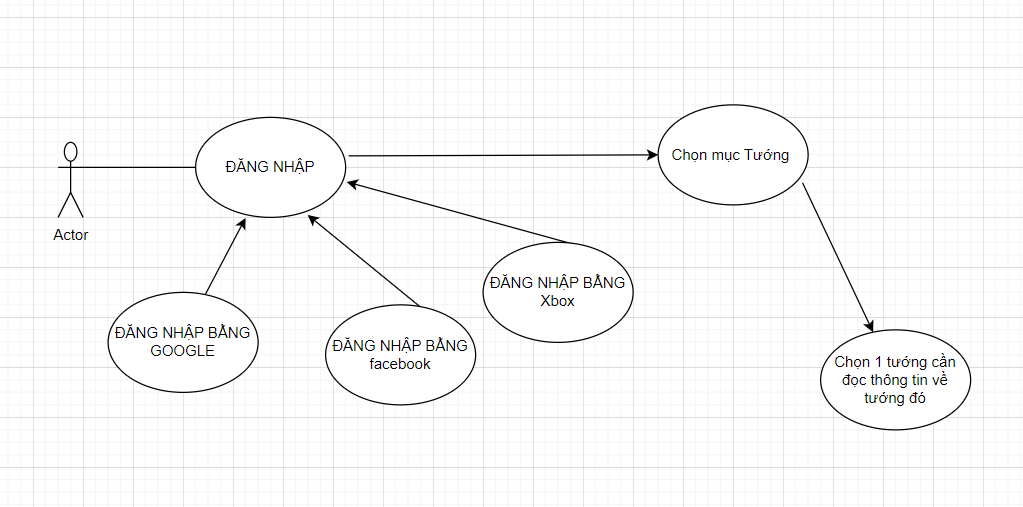 ĐĂNG NHẬP
Chọn mục Tướng
Actor
ĐĂNG NHẬP BẰNG
Xbox
ĐĂNG NHẬP BẰNG
GOOGLE
ĐĂNG NHẬP BẰNG
facebook
Chọn 1 tướng cần
đọc thông tin về
tướng đó